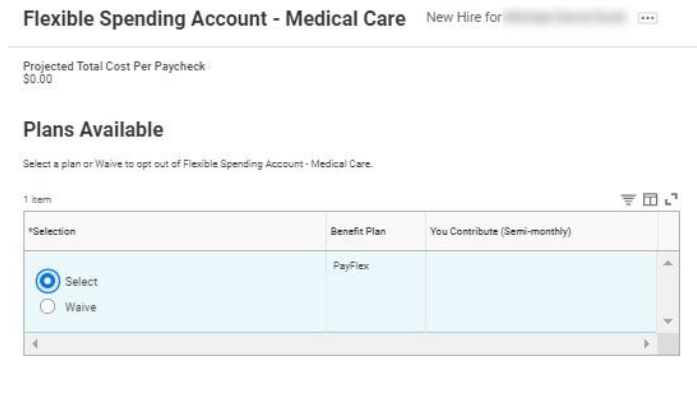 Flexible Spending Account - Medical Care New Hire for
Projected Total Cost Per Paycheck
$0.00
Plans Available
Select a plan or Waive to opt out of Flexible Spending Account - Medical Care.
1 item
*Selection Benefit Plan You Contribute (Semi-monthly)
Select PayFlex
Waive